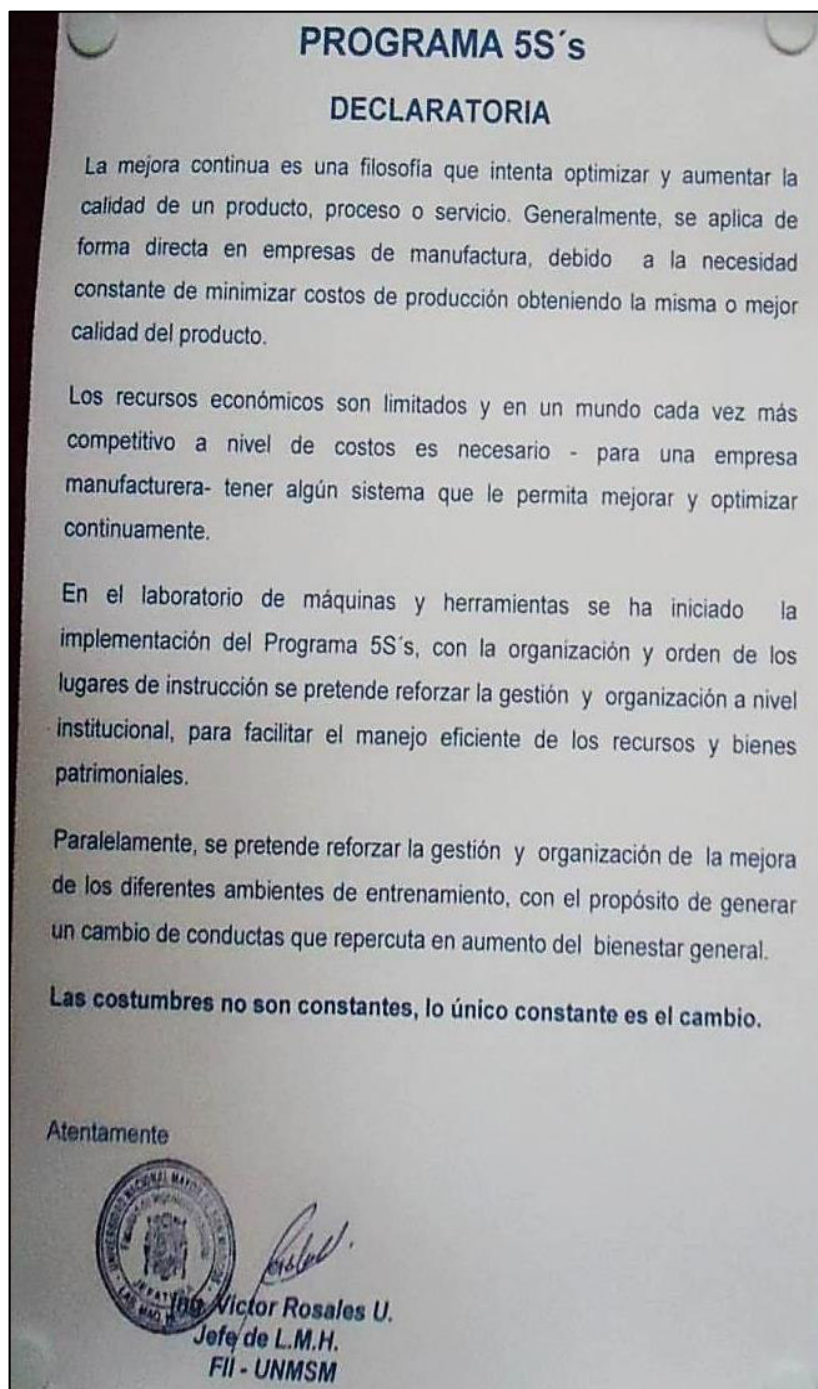 PROGRAMA 5S´s
DECLARATORIA
La mejora continua es una filosofía que intenta optimizar y aumentar la
calidad de un producto, proceso o servicio. Generalmente, se aplica de
forma directa en empresas de manufactura, debido a la necesidad
constante de minimizar costos de producción obteniendo la misma o mejor
calidad del producto.
Los recursos económicos son limitados y en un mundo cada vez más
competitivo a nivel de costos es necesario - para una empresa
manufacturera- tener algún sistema que le permita mejorar y optimizar
continuamente.
En el laboratorio de máquinas y herramientas se ha iniciado la
implementación del Programa 5S´s, con la organización y orden de los
lugares de instrucción se pretende reforzar la gestión y organización a nivel
institucional, para facilitar el manejo eficiente de los recursos y bienes
patrimoniales.
Paralelamente, se pretende reforzar la gestión y organización de la mejora
de los diferentes ambientes de entrenamiento, con el propósito de generar
un cambio de conductas que repercuta en aumento del bienestar general.
Las costumbres no son constantes, lo único constante es el cambio.
Atentamente
UNIVERSIDAD NACIONAL MAYOR
JEFATURA
Ing. Victor Rosales U.
Jefe de L.M.H.
FII - UNMSM